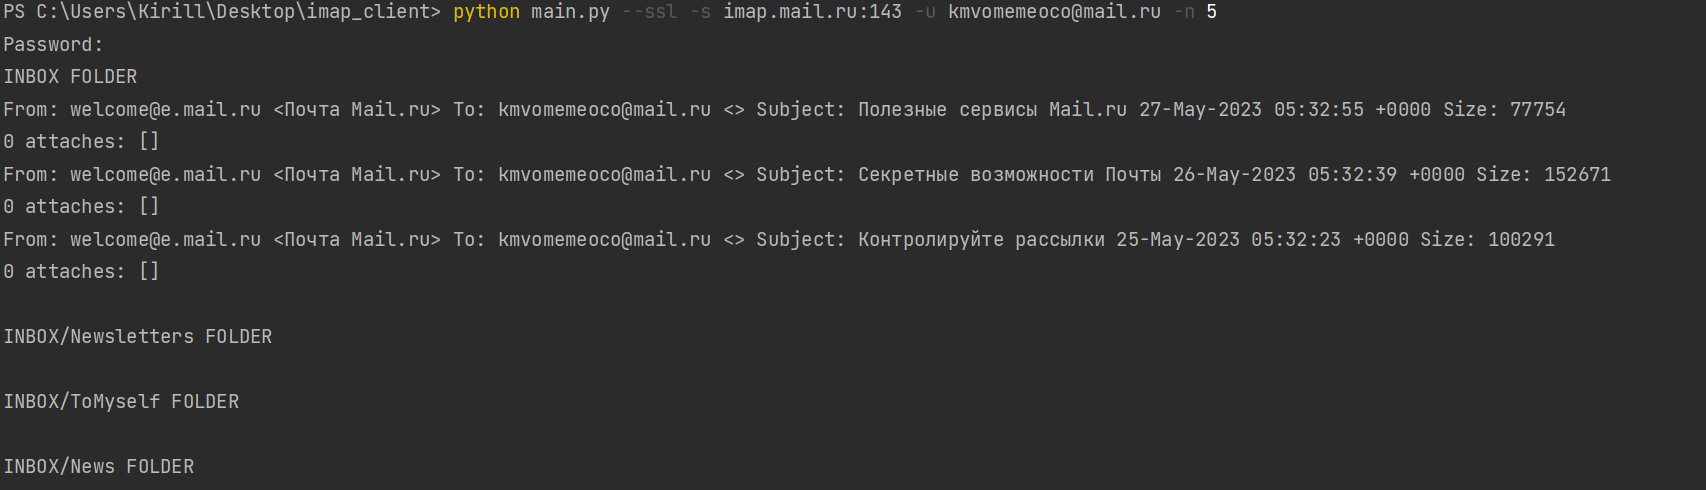 PS C:\Users\Kirill\Desktop\imap_client> python main.py --ssl -s imap.mail.ru:143 -u kmvomemeoco@mail.ru -n 5
Password:
INBOX FOLDER
From: welcome@e.mail.ru <Почта Mail.ru> To: kmvomemeoco@mail.ru <> Subject: Полезные сервисы Mail.ru 27-May-2023 05:32:55 +0000 Size: 77754
0 attaches: []
From: welcome@e.mail.ru <Почта Mail.ru> To: kmvomemeoco@mail.ru <> Subject: Секретные возможности Почты 26-May-2023 05:32:39 +0000 Size: 152671
0 attaches: []
From: welcome@e.mail.ru <Почта Mail.ru> To: kmvomemeoco@mail.ru <> Subject: Контролируйте рассылки 25-May-2023 05:32:23 +0000 Size: 100291
0 attaches: []
INBOX/Newsletters FOLDER
INBOX/ToMyself FOLDER
INBOX/News FOLDER